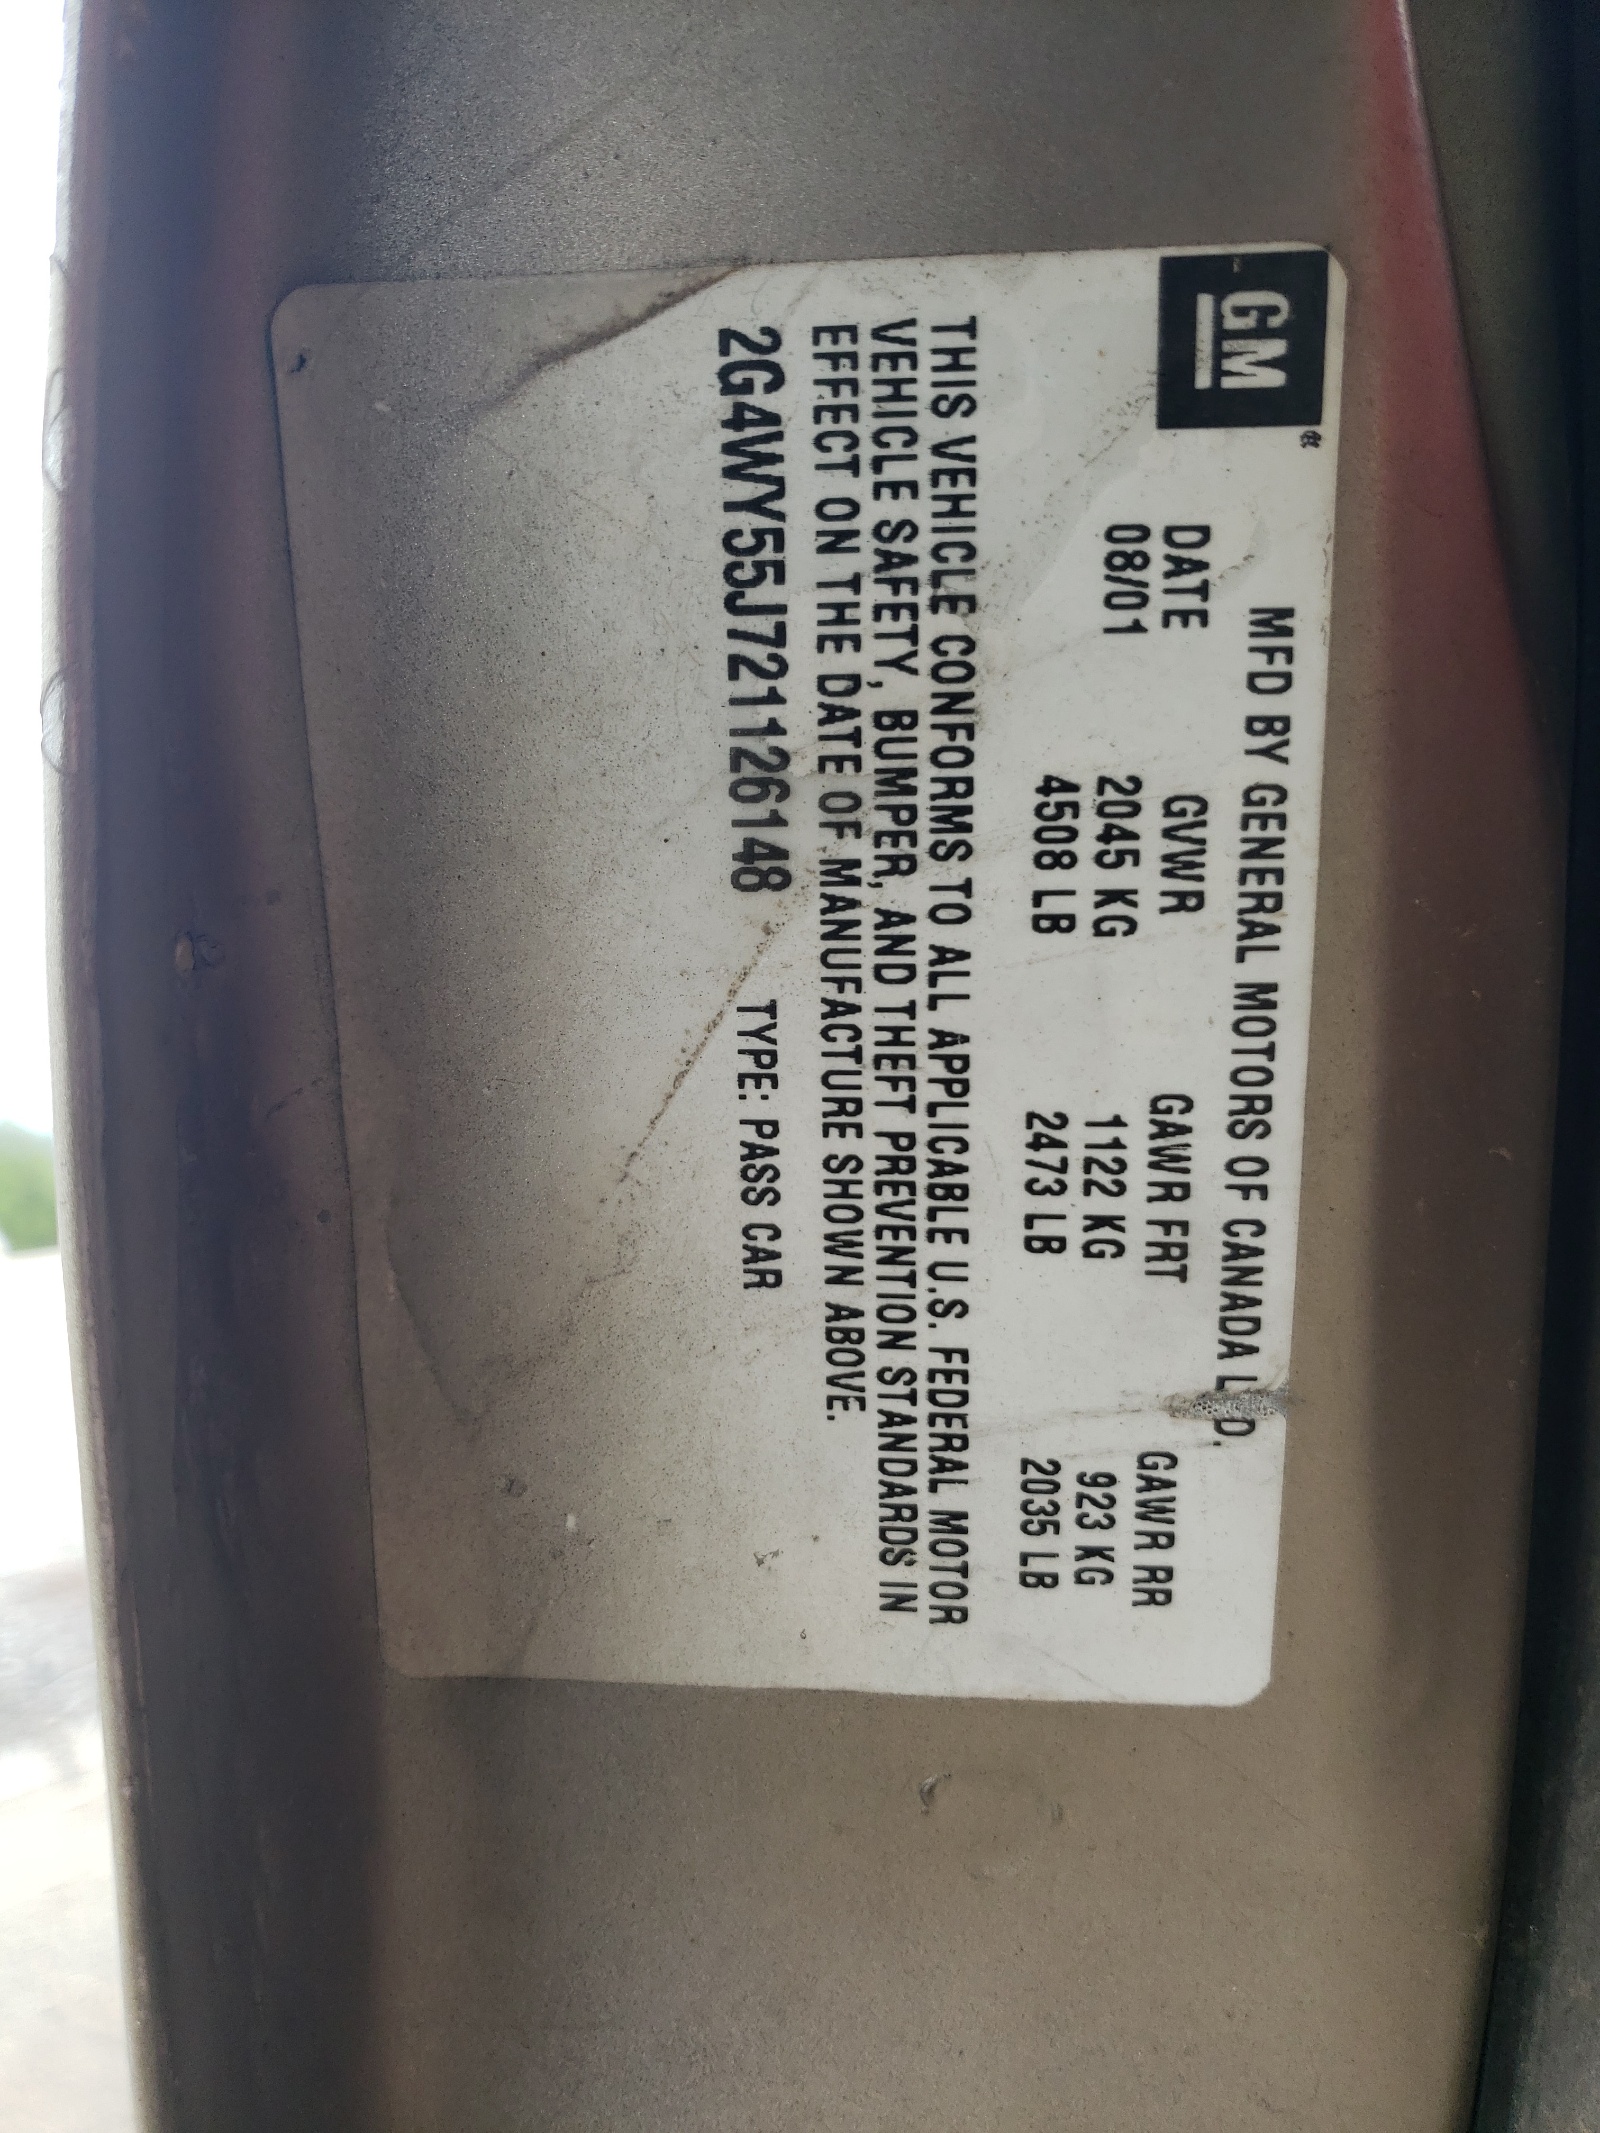 GM
MFD BY GENERAL MOTORS OF CANADA L D.
DATE GVWR GAWR FRT GAWR RR
08/01 2045 KG 1122 KG 923 KG
4508 LB 2473 LB 2035 LB
THIS VEHICLE CONFORMS TO ALL APPLICABLE U.S. FEDERAL MOTOR
VEHICLE SAFETY, BUMPER, AND THEFT PREVENTION STANDARDS IN
EFFECT ON THE DATE OF MANUFACTURE SHOWN ABOVE.
2G4WY55J721126148 TYPE: PASS CAR